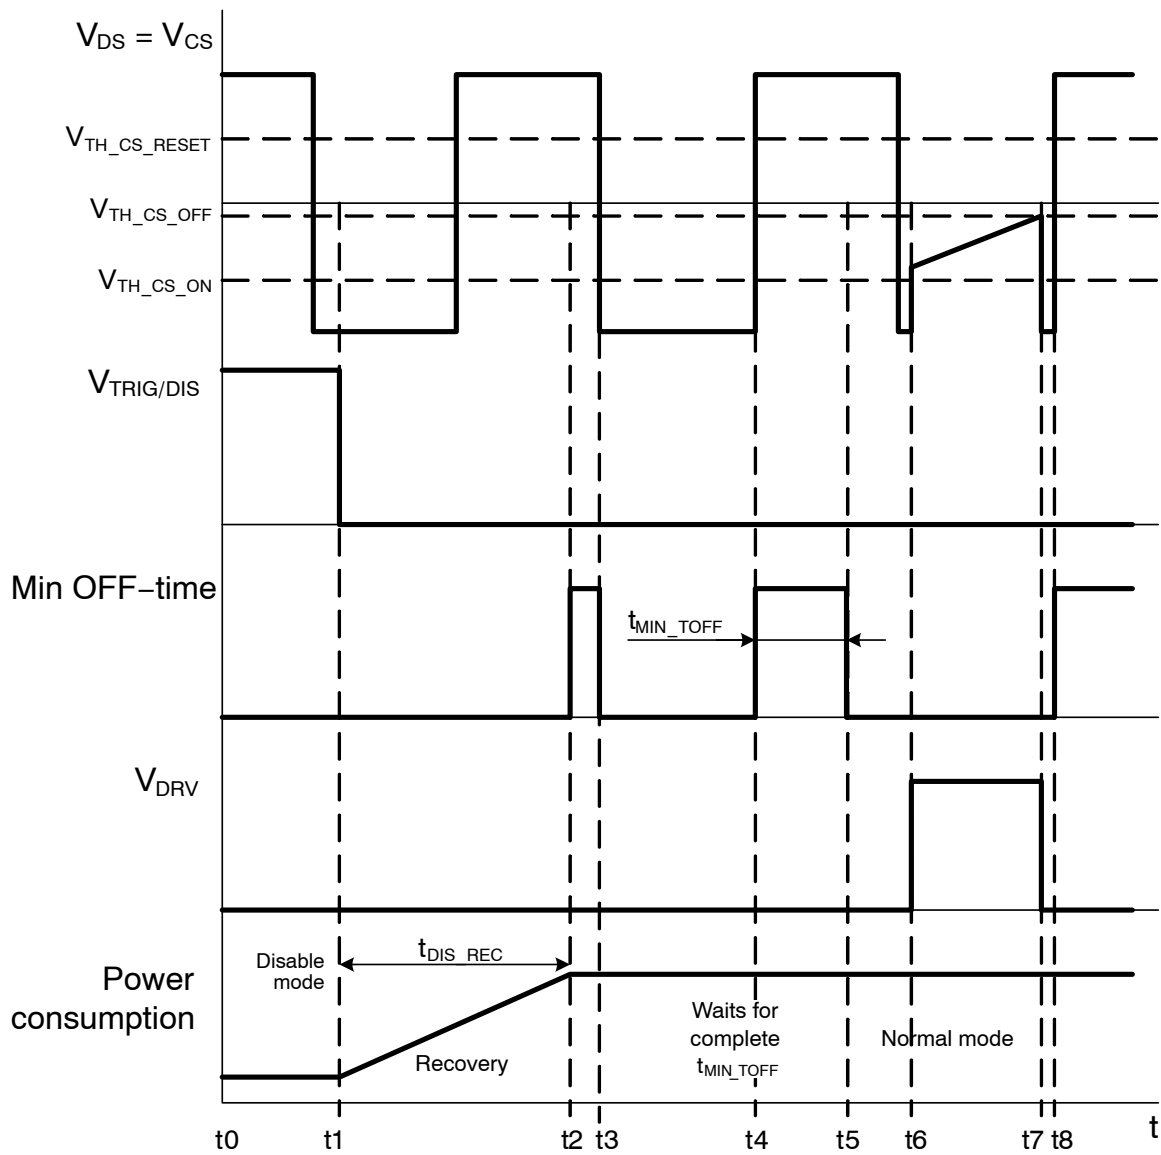 VDS = VCS
VTH_CS_RESET
VTH_CS_OFF
VTH_CS_ON
VTRIG/DIS
Min OFF−time
tMIN_TOFF
VDRV
Power
consumption
Disable
mode
tDIS_REC
Recovery
Waits for
complete
tMIN_TOFF
Normal mode
t0 t1 t2 t3 t4 t5 t6 t7 t8 t